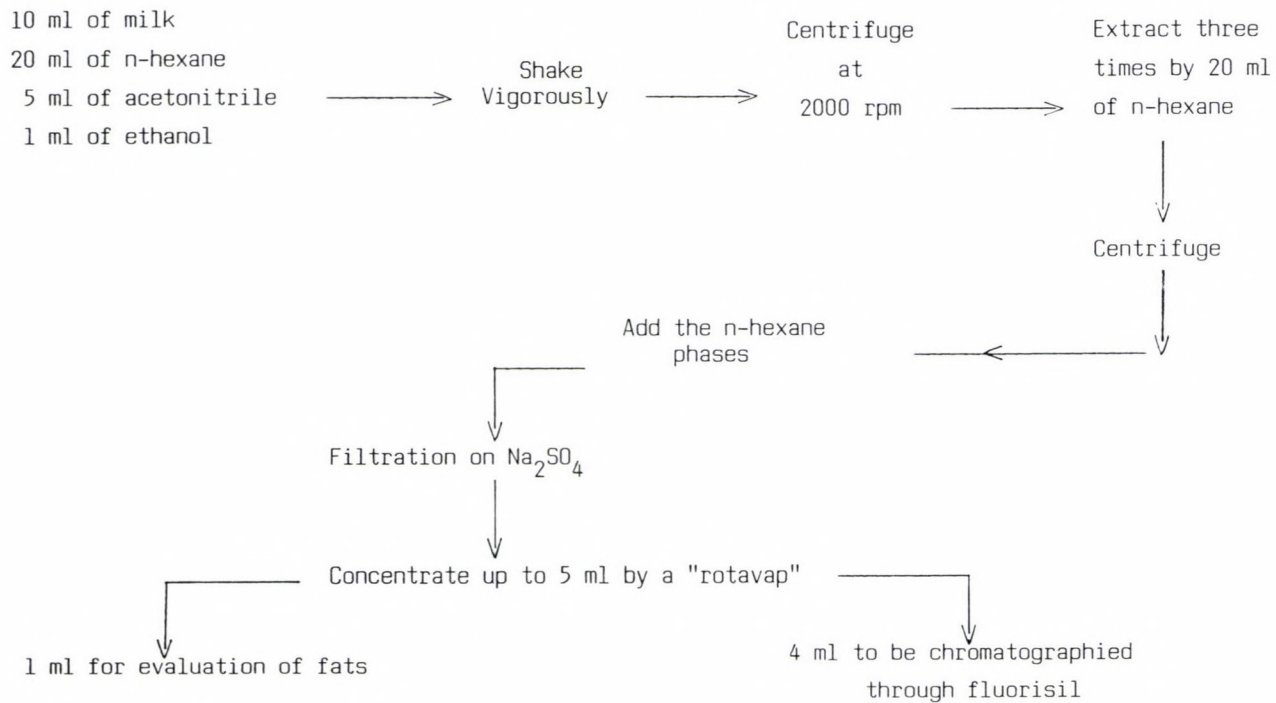 10 ml of milk
20 ml of n-hexane
5 ml of acetonitrile
1 ml of ethanol
Shake
Vigorously
Centrifuge
at
2000 rpm
Extract three
times by 20 ml
of n-hexane
Centrifuge
Add the n-hexane
phases
Filtration on Na₂SO₄
Concentrate up to 5 ml by a "rotavap"
1 ml for evaluation of fats
4 ml to be chromatographied
through fluorisil